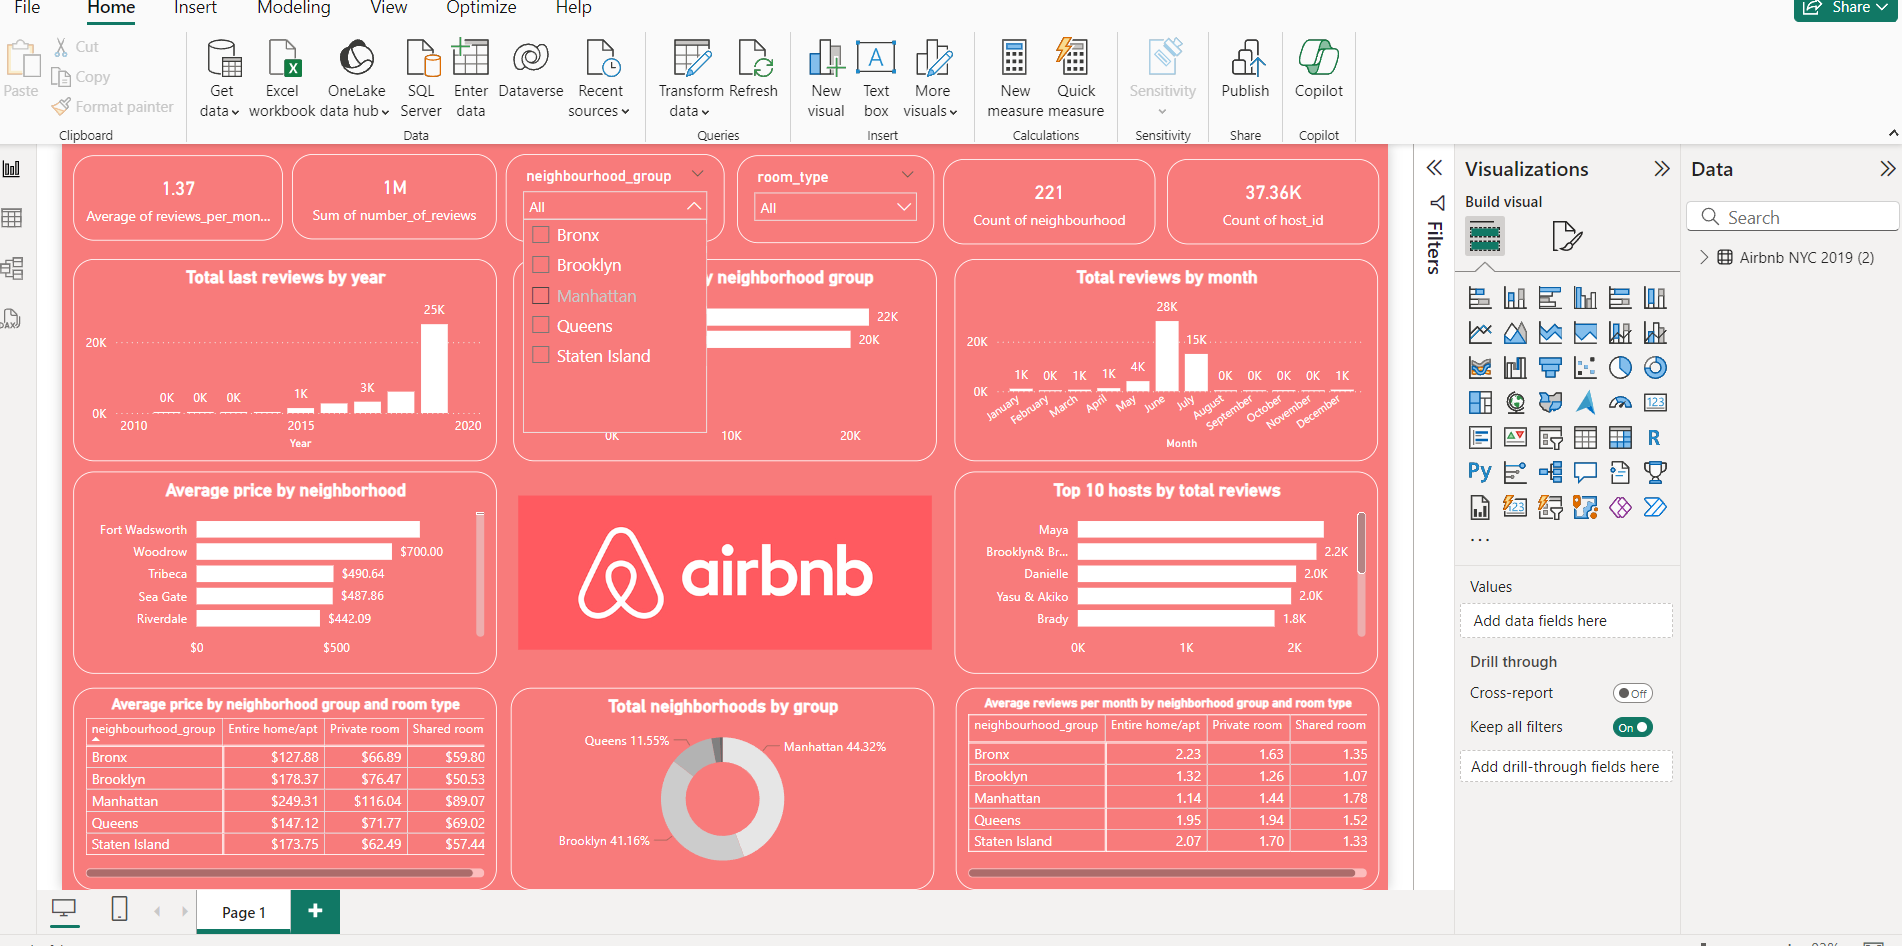 File Home Insert Modeling View Optimize Help Share
Paste
Cut
Copy
Format painter
Clipboard
Get data
Excel workbook
OneLake data hub
SQL Server
Enter data
Dataverse
Recent sources
Data
Transform data
Refresh
Queries
New visual
Text box
More visuals
Insert
New measure
Quick measure
Calculations
Sensitivity
Sensitivity
Publish
Share
Copilot
Copilot
1.37
Average of reviews_per_mon...
1M
Sum of number_of_reviews
neighbourhood_group
All
Bronx
Brooklyn
Manhattan
Queens
Staten Island
room_type
All
221
Count of neighbourhood
37.36K
Count of host_id
Total last reviews by year
20K
0K
0K 0K 0K 1K 3K 25K
2010 2015 2020
Year
y neighborhood group
22K
20K
0K 10K 20K
Total reviews by month
20K
0K
1K 0K 1K 1K 4K 28K 15K 0K 0K 0K 0K 1K
January February March April May June July August September October November December
Month
Average price by neighborhood
Fort Wadsworth
Woodrow $700.00
Tribeca $490.64
Sea Gate $487.86
Riverdale $442.09
$0 $500
airbnb
Top 10 hosts by total reviews
Maya
Brooklyn& Br... 2.2K
Danielle 2.0K
Yasu & Akiko 2.0K
Brady 1.8K
0K 1K 2K
Average price by neighborhood group and room type
neighbourhood_group Entire home/apt Private room Shared room
Bronx $127.88 $66.89 $59.80
Brooklyn $178.37 $76.47 $50.53
Manhattan $249.31 $116.04 $89.07
Queens $147.12 $71.77 $69.02
Staten Island $173.75 $62.49 $57.44
Total neighborhoods by group
Queens 11.55%
Manhattan 44.32%
Brooklyn 41.16%
Average reviews per month by neighborhood group and room type
neighbourhood_group Entire home/apt Private room Shared room
Bronx 2.23 1.63 1.35
Brooklyn 1.32 1.26 1.07
Manhattan 1.14 1.44 1.78
Queens 1.95 1.94 1.52
Staten Island 2.07 1.70 1.33
Filters
Visualizations
Build visual
123
R
Py
123
...
Values
Add data fields here
Drill through
Cross-report Off
Keep all filters On
Add drill-through fields here
Data
Search
Airbnb NYC 2019 (2)
Page 1